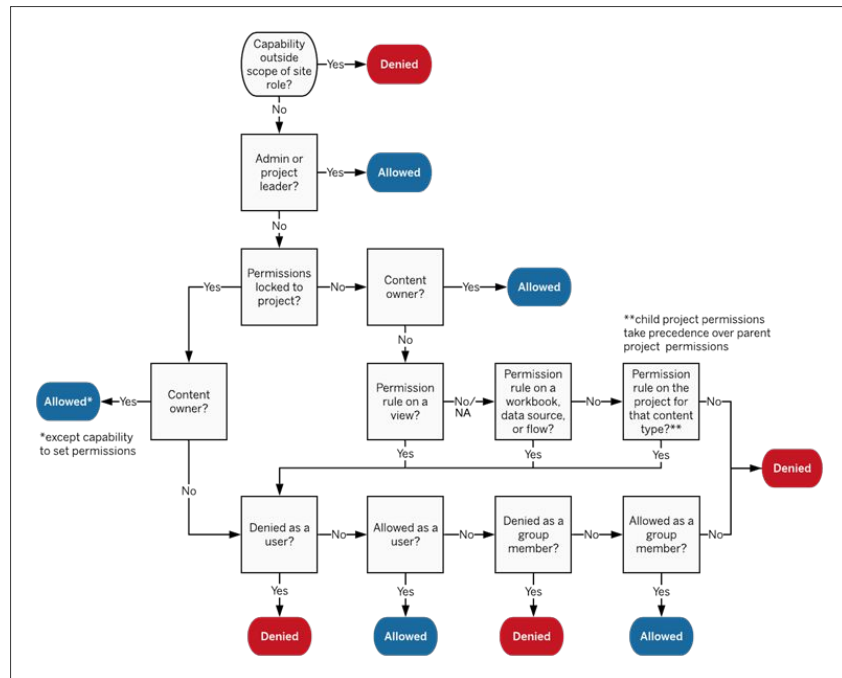 Capability
outside
scope of site
role?
Yes
Denied
No
Admin or
project
leader?
Yes
Allowed
No
Permissions
locked to
project?
Yes
No
Content
owner?
Yes
Allowed
No
**child project permissions
take precedence over parent
project permissions
Content
owner?
Yes
Allowed*
*except capability
to set permissions
No
Permission
rule on a
view?
No/
NA
Permission
rule on a
workbook,
data source,
or flow?
No
Permission
rule on the
project for
that content
type?**
No
Yes
Yes
Yes
Denied
Denied as a
user?
No
Allowed as a
user?
No
Denied as a
group
member?
No
Allowed as a
group
member?
No
Yes
Yes
Yes
Yes
Denied
Allowed
Denied
Allowed